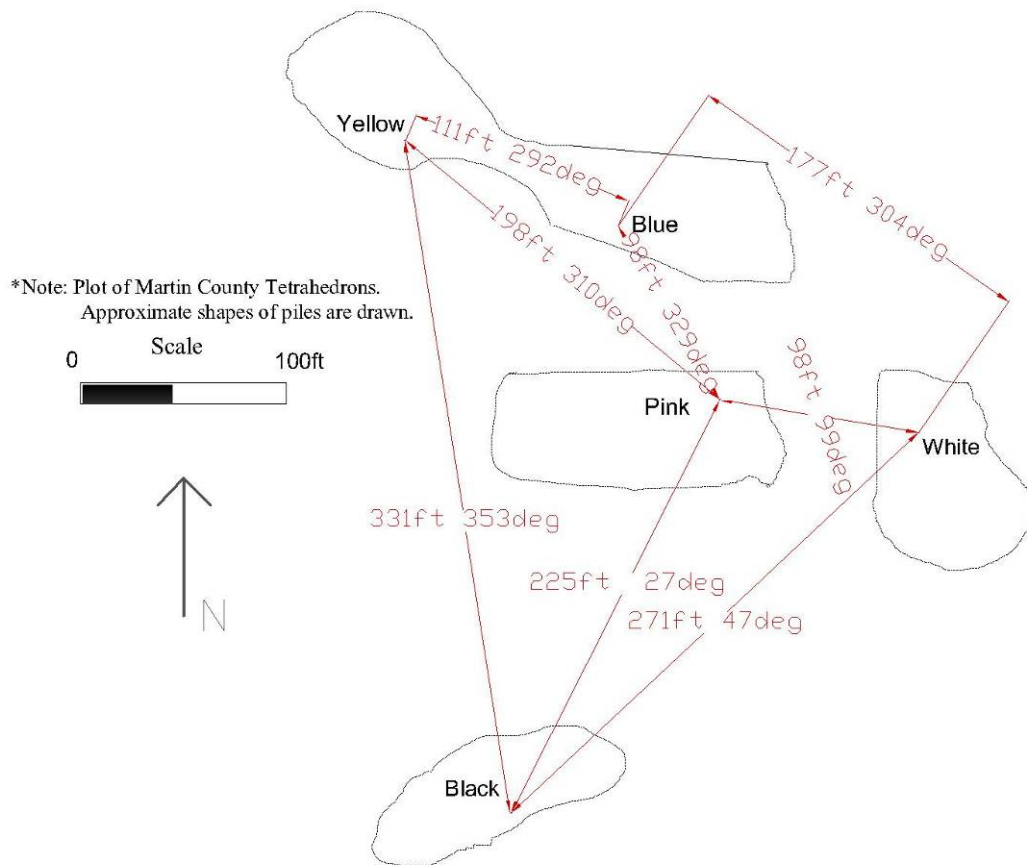 Yellow
111ft 292deg
177ft 304deg
Blue
198ft 310deg
98ft 329deg
*Note: Plot of Martin County Tetrahedrons.
Approximate shapes of piles are drawn.
Scale
0 100ft
98ft 99deg
Pink
White
331ft 353deg
225ft 27deg
N
271ft 47deg
Black